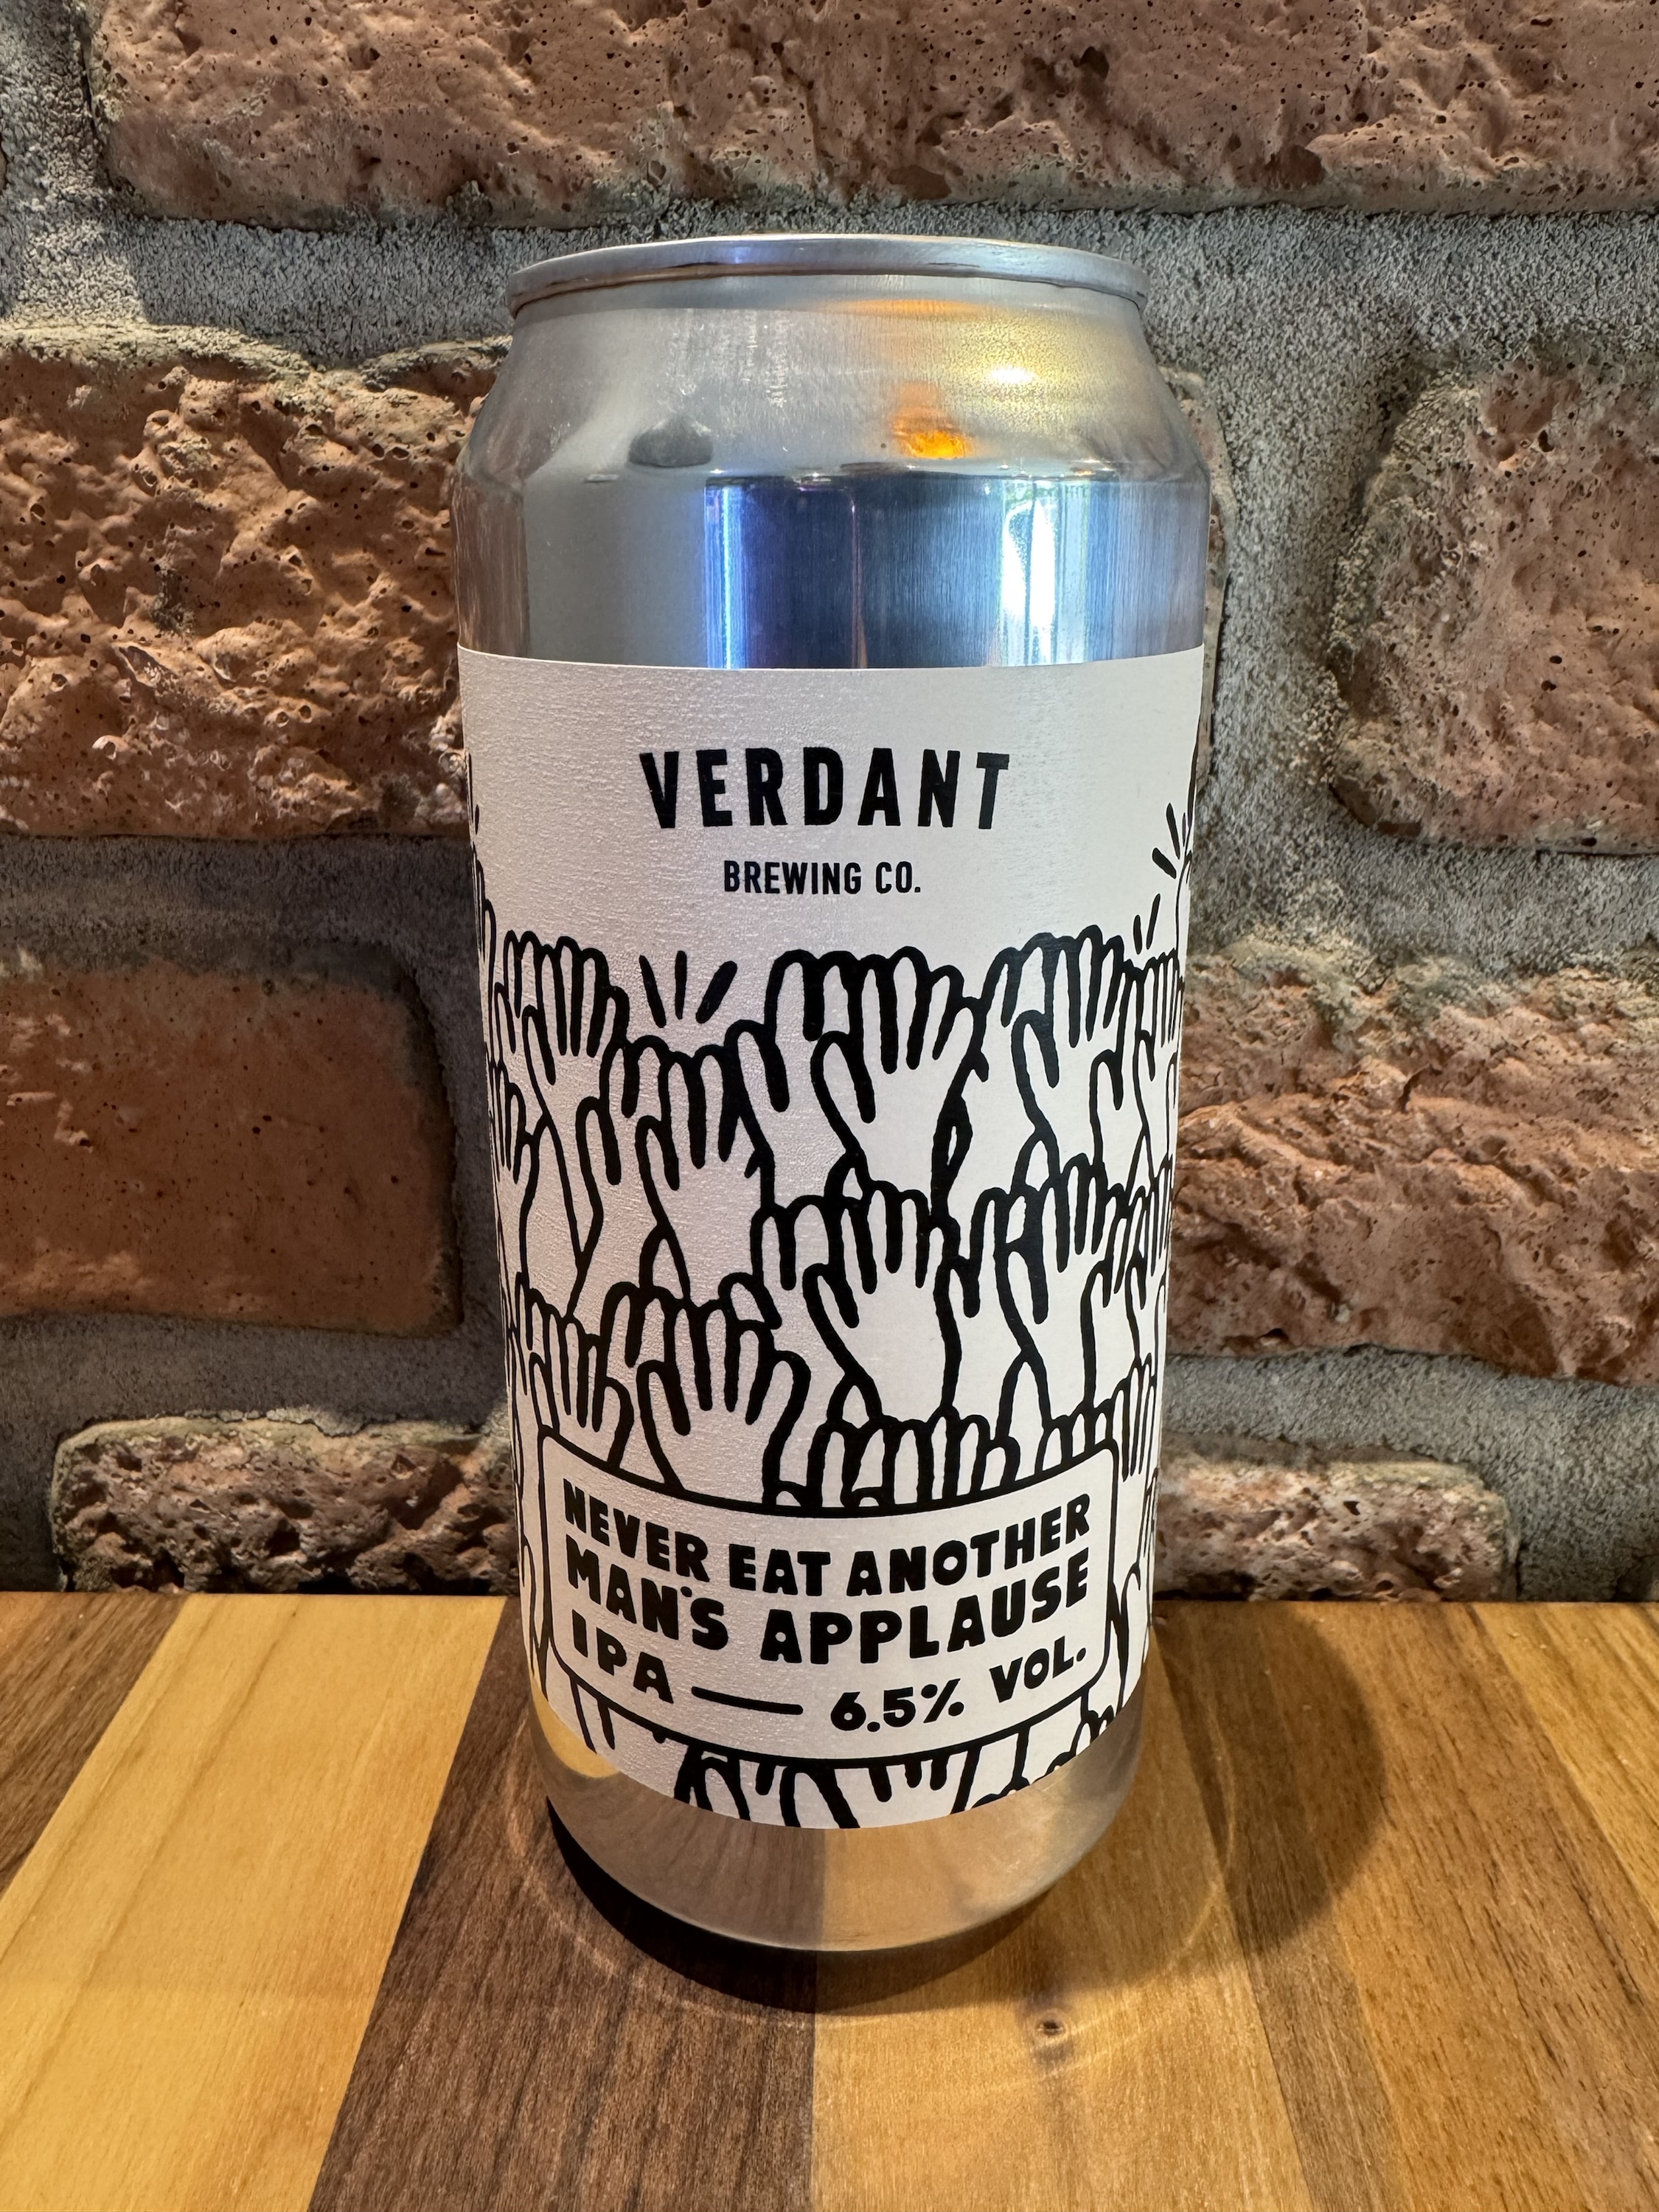 VERDANT
BREWING CO.
NEVER EAT ANOTHER
MAN'S APPLAUSE
IPA — 6.5% VOL.